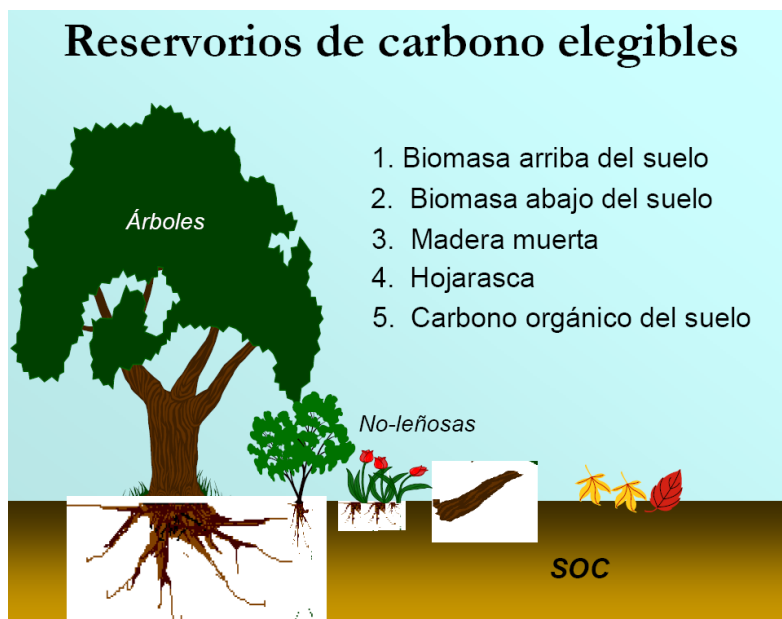 Reservorios de carbono elegibles
1. Biomasa arriba del suelo
2. Biomasa abajo del suelo
3. Madera muerta
4. Hojarasca
5. Carbono orgánico del suelo
Árboles
No-leñosas
SOC